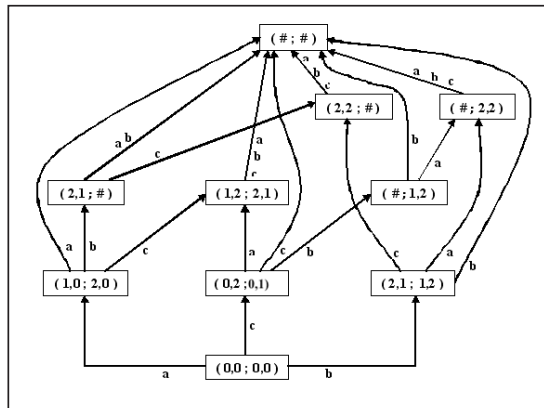 ( # ; # )
a b c
a b c
( 2,2 ; # )
( # ; 2,2 )
a b
c
a
b
c
b
a
( 2,1 ; # )
( 1,2 ; 2,1 )
( # ; 1,2 )
a b c
a c b
c a b
( 1,0 ; 2,0 )
( 0,2 ;0,1)
( 2,1 ; 1,2 )
c
a
( 0,0 ; 0,0 )
b